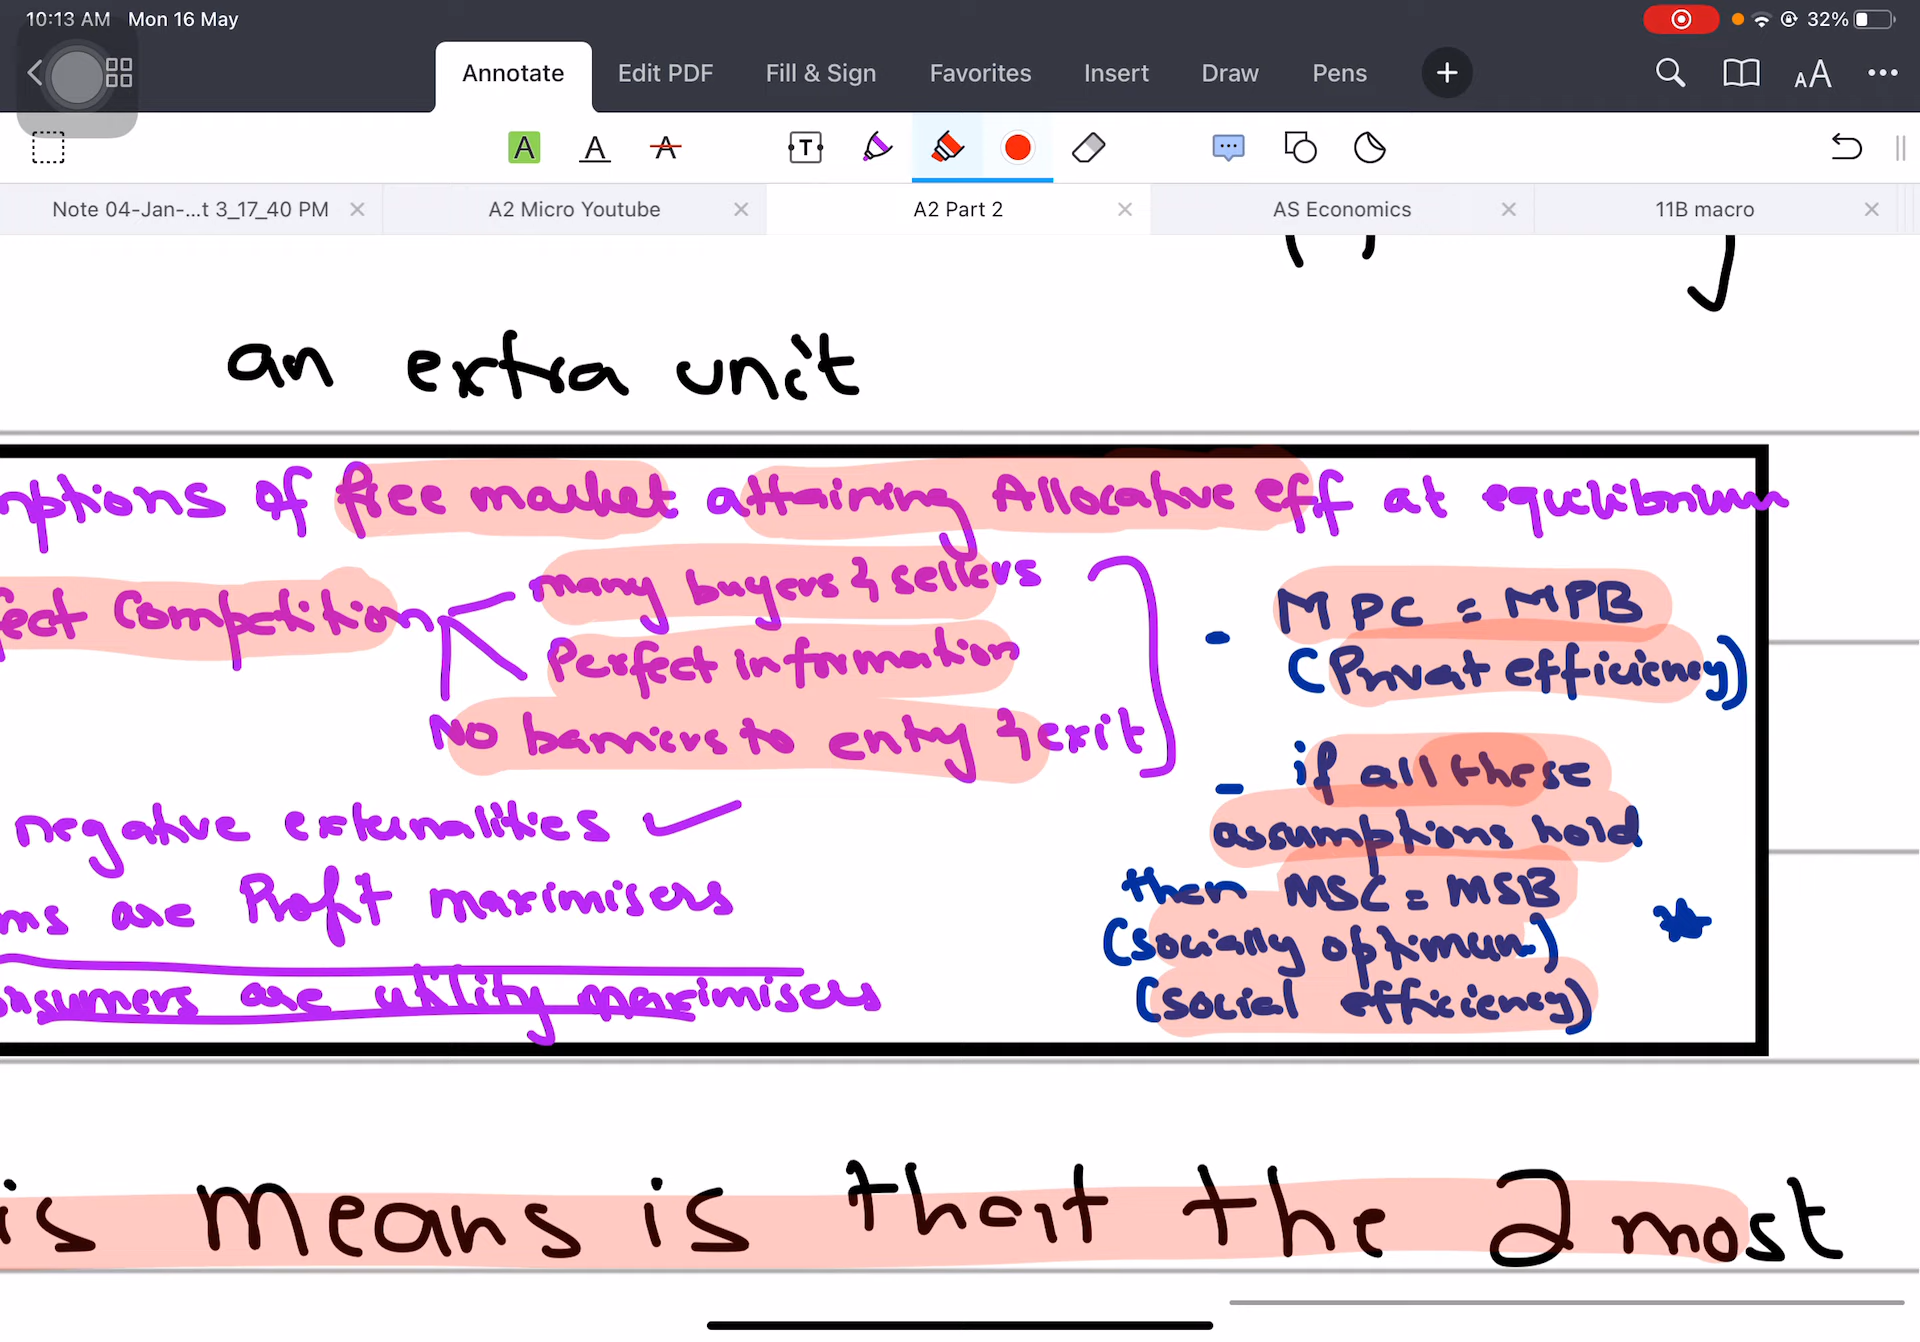 10:13 AM Mon 16 May
32%
Annotate Edit PDF Fill & Sign Favorites Insert Draw Pens
Note 04-Jan-...t 3_17_40 PM A2 Micro Youtube A2 Part 2 AS Economics 11B macro
an extra unit
mptions of free market attaining Allocative eff at equilibrium
fect Competition
many buyers & sellers
Perfect information
No barriers to entry & exit
negative externalities
ms are Profit maximisers
onsumers are utility maximisers
- MPC = MPB
(Privat efficiency)
- if all these
assumptions hold
then MSC = MSB
(socially optimum)
(social efficiency)
is means is that the 2 most